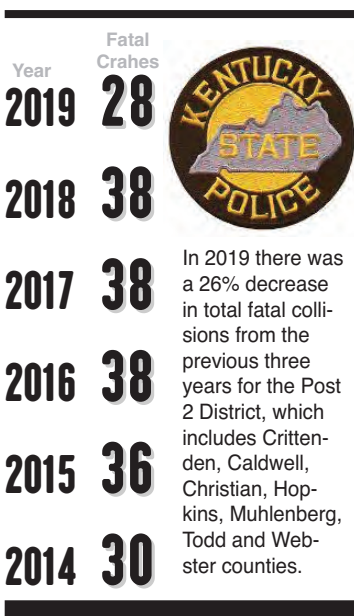 Fatal
Year Crahes
2019 28
2018 38
2017 38
2016 38
2015 36
2014 30
KENTUCKY
STATE
POLICE
In 2019 there was
a 26% decrease
in total fatal colli-
sions from the
previous three
years for the Post
2 District, which
includes Critten-
den, Caldwell,
Christian, Hop-
kins, Muhlenberg,
Todd and Web-
ster counties.